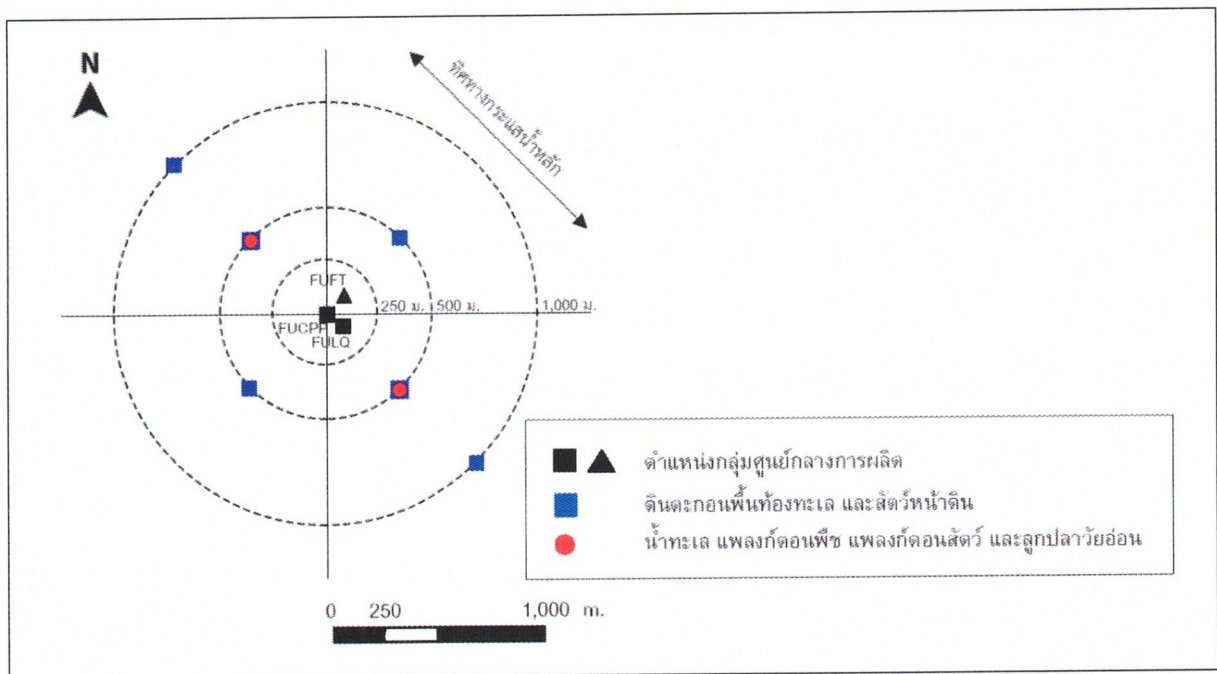 N
ทิศทางกระแสน้ำหลัก
FUFT
250 ม.
500 ม.
1,000 ม.
FUCPP
FULQ
ตำแหน่งกลุ่มศูนย์กลางการผลิต
ดินตะกอนพื้นท้องทะเล และสัตว์หน้าดิน
น้ำทะเล แพลงก์ตอนพืช แพลงก์ตอนสัตว์ และลูกปลาวัยอ่อน
0 250 1,000 m.